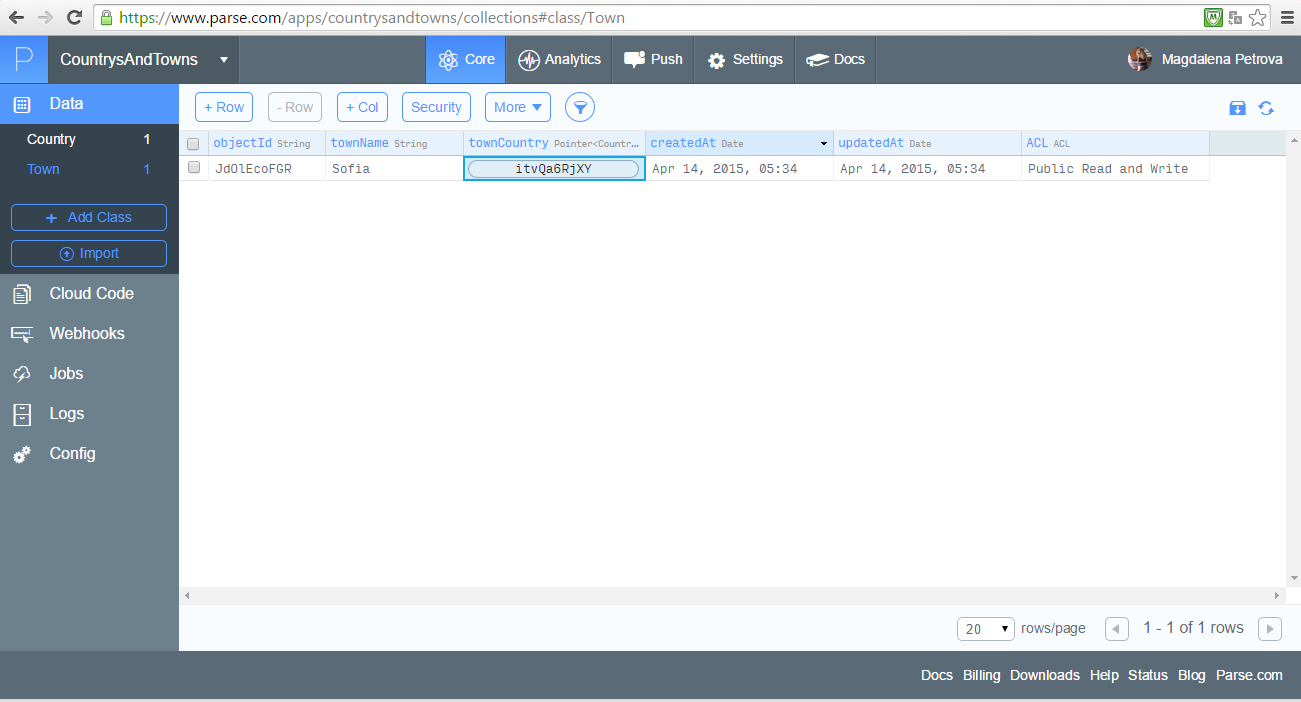 https://www.parse.com/apps/countrysandtowns/collections#class/Town
P CountrysAndTowns Core Analytics Push Settings Docs Magdalena Petrova
Data
Country 1
Town 1
+ Add Class
Import
Cloud Code
Webhooks
Jobs
Logs
Config
+ Row - Row + Col Security More
objectId String townName String townCountry Pointer<Countr... createdAt Date updatedAt Date ACL ACL
JdOlEcoFGR Sofia itvQa6RjXY Apr 14, 2015, 05:34 Apr 14, 2015, 05:34 Public Read and Write
20 rows/page 1 - 1 of 1 rows
Docs Billing Downloads Help Status Blog Parse.com